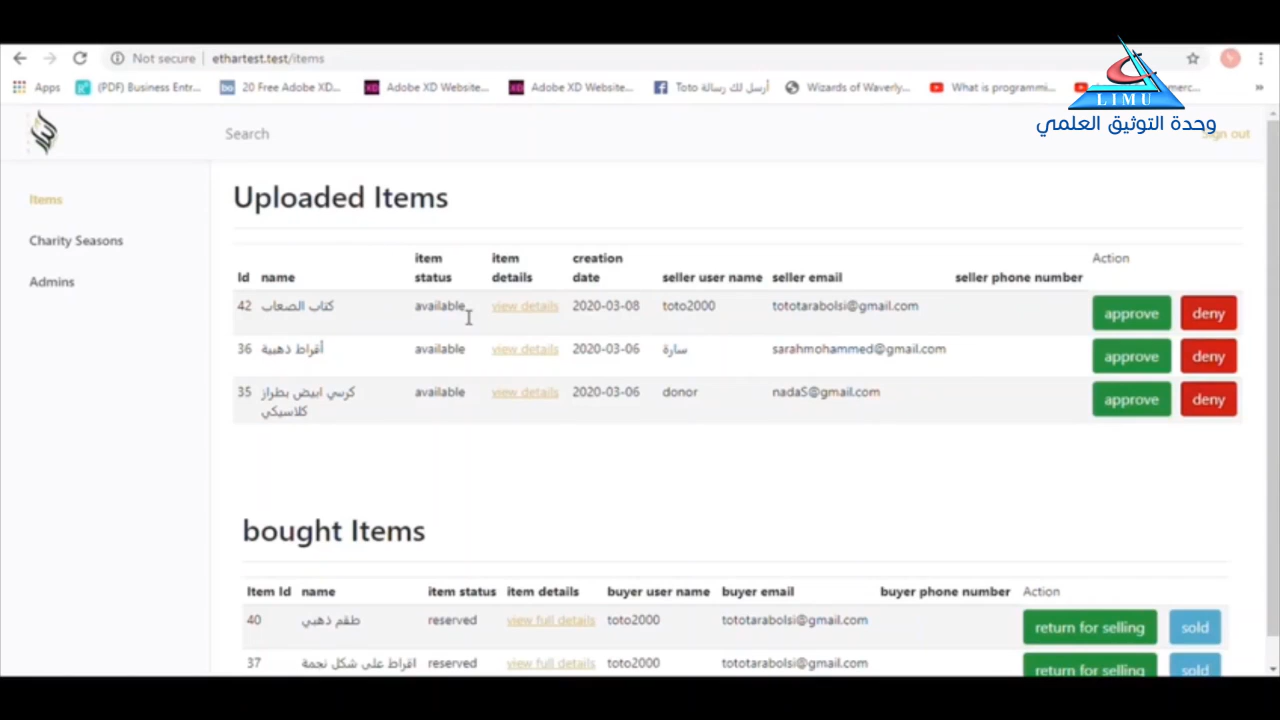 Not secure | ethartest.test/items
Apps (PDF) Business Entr... 20 Free Adobe XD... Adobe XD Website... Adobe XD Website... Toto أرسل لك رسالة Wizards of Waverly... What is programmi... merc... »
LIMU
وحدة التوثيق العلمي
Search
Sign out
Items
Charity Seasons
Admins
Uploaded Items
Id name item status item details creation date seller user name seller email seller phone number Action
42 كتاب الصعاب available view details 2020-03-08 toto2000 tototarabolsi@gmail.com approve deny
36 أقراط ذهبية available view details 2020-03-06 سارة sarahmohammed@gmail.com approve deny
35 كرسي ابيض بطراز available view details 2020-03-06 donor nadaS@gmail.com approve deny
كلاسيكي
bought Items
Item Id name item status item details buyer user name buyer email buyer phone number Action
40 طقم ذهبي reserved view full details toto2000 tototarabolsi@gmail.com return for selling sold
37 اقراط على شكل نجمة reserved view full details toto2000 tototarabolsi@gmail.com return for selling sold